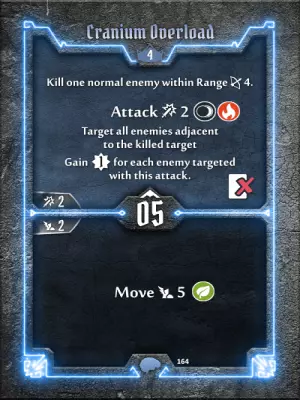 Cranium Overload
4
Kill one normal enemy within Range 4.
Attack 2
Target all enemies adjacent
to the killed target
Gain 1 for each enemy targeted
with this attack.
2
05
2
Move 5
164